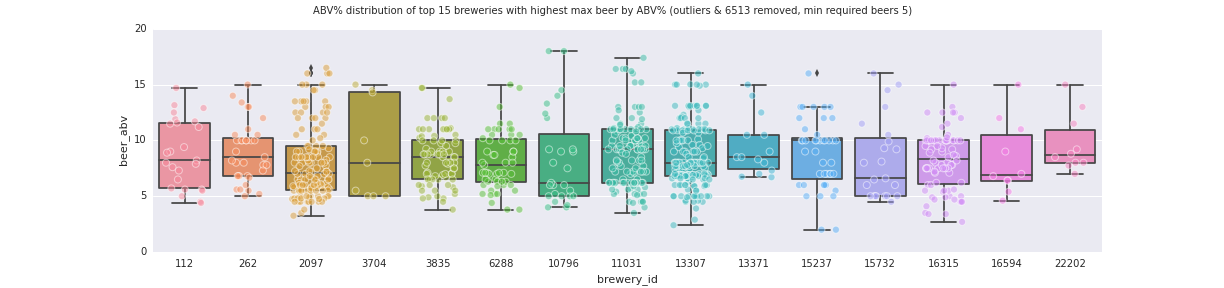 ABV% distribution of top 15 breweries with highest max beer by ABV% (outliers & 6513 removed, min required beers 5)
20
15
10
5
0
beer_abv
112 262 2097 3704 3835 6288 10796 11031 13307 13371 15237 15732 16315 16594 22202
brewery_id